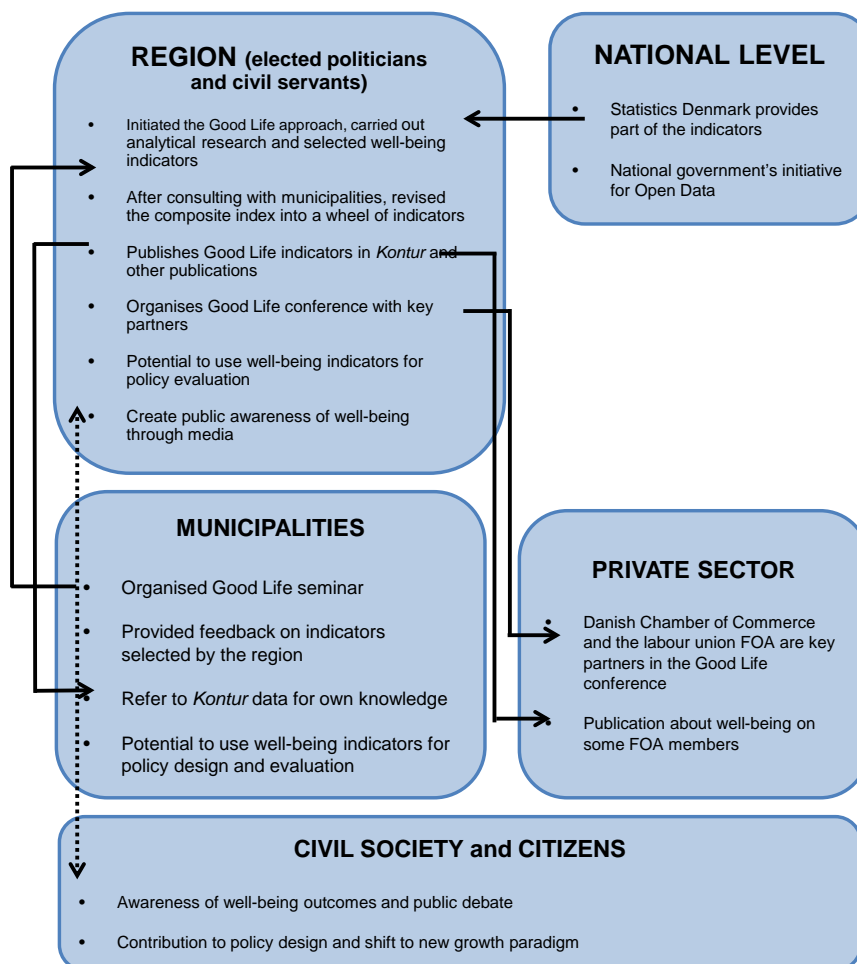 REGION (elected politicians
and civil servants)
• Initiated the Good Life approach, carried out
analytical research and selected well-being
indicators
• After consulting with municipalities, revised
the composite index into a wheel of indicators
• Publishes Good Life indicators in Kontur and
other publications
• Organises Good Life conference with key
partners
• Potential to use well-being indicators for
policy evaluation
• Create public awareness of well-being
through media
NATIONAL LEVEL
• Statistics Denmark provides
part of the indicators
• National government's initiative
for Open Data
MUNICIPALITIES
• Organised Good Life seminar
• Provided feedback on indicators
selected by the region
• Refer to Kontur data for own knowledge
• Potential to use well-being indicators for
policy design and evaluation
PRIVATE SECTOR
• Danish Chamber of Commerce
and the labour union FOA are key
partners in the Good Life
conference
• Publication about well-being on
some FOA members
CIVIL SOCIETY and CITIZENS
• Awareness of well-being outcomes and public debate
• Contribution to policy design and shift to new growth paradigm